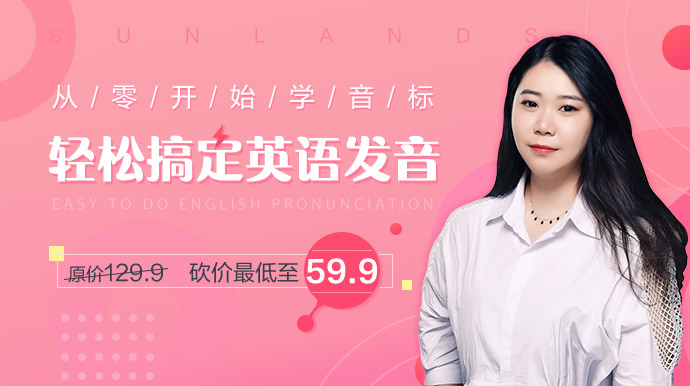 SUNLANDS
从/零/开/始/学/音/标
轻松搞定英语发音
EASY TO DO ENGLISH PRONUNCIATION
原价129.9 砍价最低至 59.9